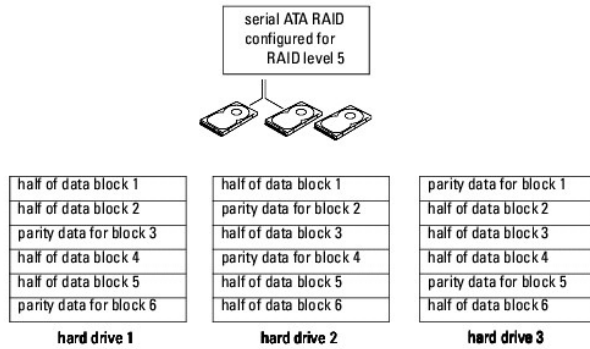 serial ATA RAID
configured for
RAID level 5
half of data block 1
half of data block 2
parity data for block 3
half of data block 4
half of data block 5
parity data for block 6
hard drive 1
half of data block 1
parity data for block 2
half of data block 3
parity data for block 4
half of data block 5
half of data block 6
hard drive 2
parity data for block 1
half of data block 2
half of data block 3
half of data block 4
parity data for block 5
half of data block 6
hard drive 3